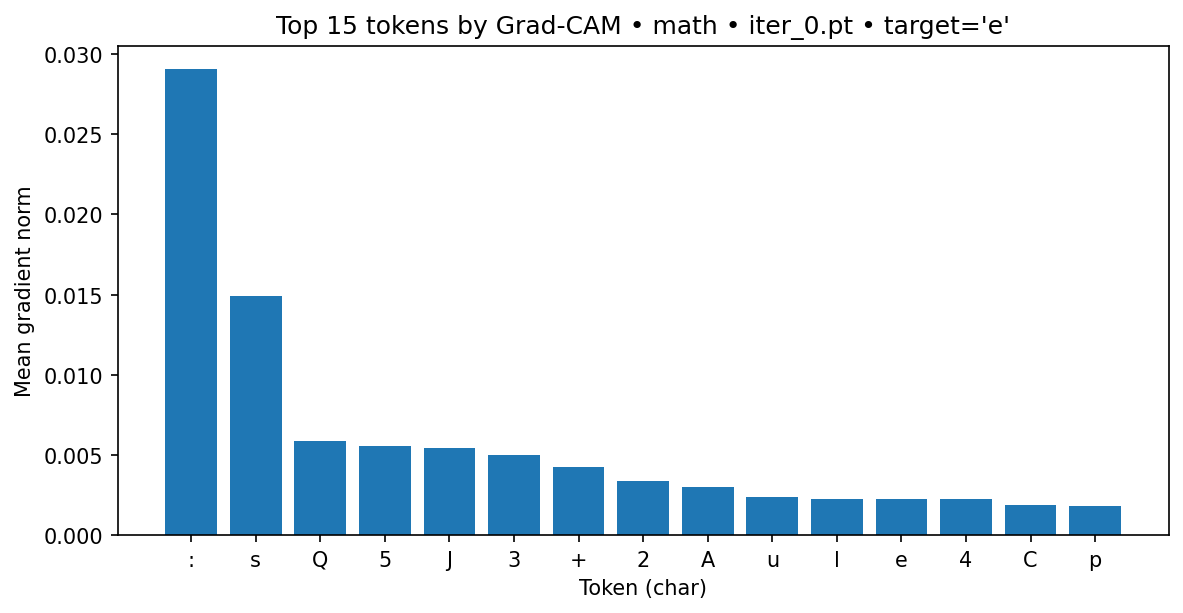 Top 15 tokens by Grad-CAM • math • iter_0.pt • target='e'
Mean gradient norm
0.030
0.025
0.020
0.015
0.010
0.005
0.000
: s Q 5 J 3 + 2 A u l e 4 C p
Token (char)